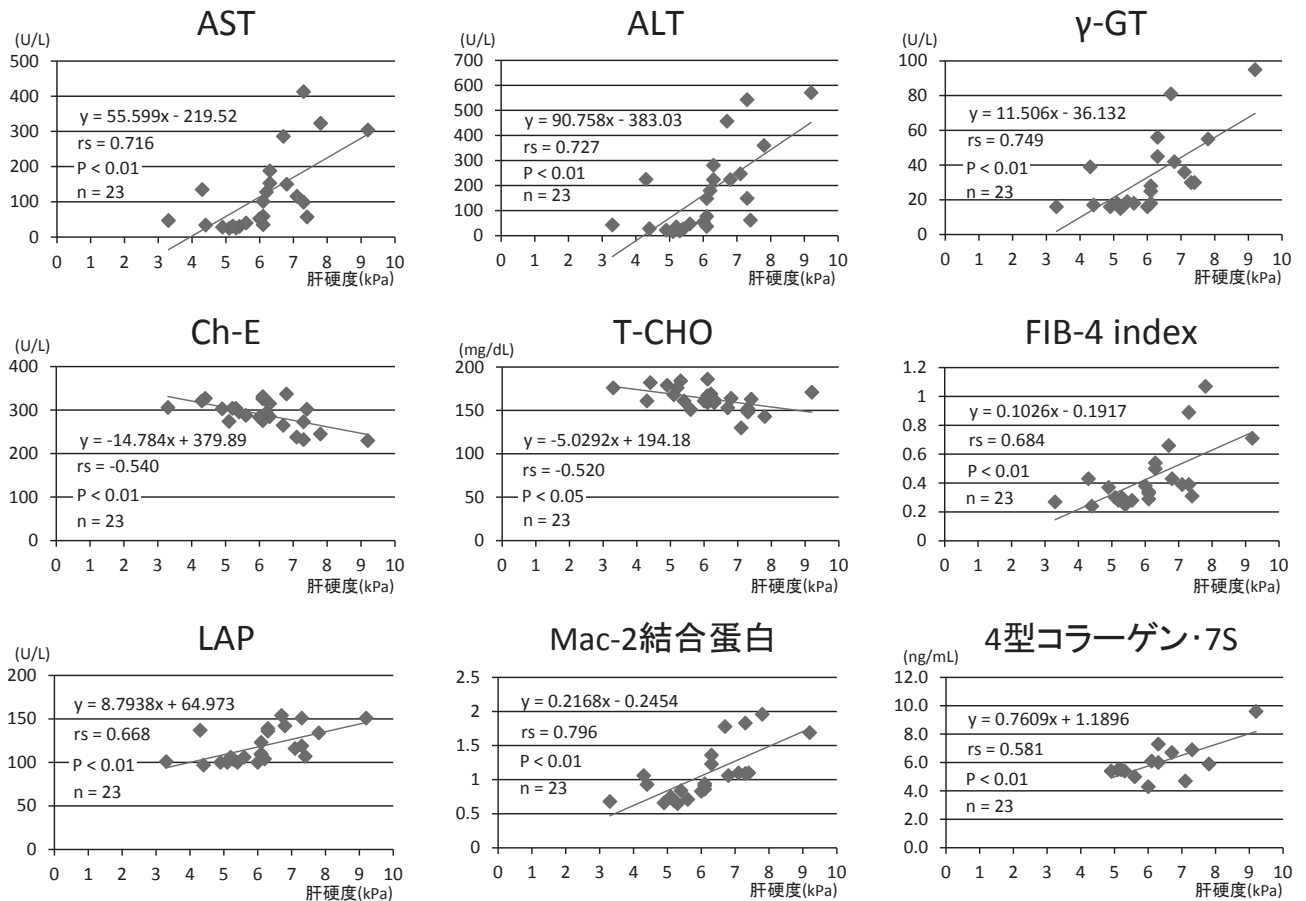 AST
(U/L)
500
400
300
200
100
0
y = 55.599x - 219.52
rs = 0.716
P < 0.01
n = 23
0 1 2 3 4 5 6 7 8 9 10
肝硬度(kPa)
ALT
(U/L)
700
600
500
400
300
200
100
0
y = 90.758x - 383.03
rs = 0.727
P < 0.01
n = 23
0 1 2 3 4 5 6 7 8 9 10
肝硬度(kPa)
γ-GT
(U/L)
100
80
60
40
20
0
y = 11.506x - 36.132
rs = 0.749
P < 0.01
n = 23
0 1 2 3 4 5 6 7 8 9 10
肝硬度(kPa)
Ch-E
(U/L)
400
300
200
100
0
y = -14.784x + 379.89
rs = -0.540
P < 0.01
n = 23
0 1 2 3 4 5 6 7 8 9 10
肝硬度(kPa)
T-CHO
(mg/dL)
200
150
100
50
0
y = -5.0292x + 194.18
rs = -0.520
P < 0.05
n = 23
0 1 2 3 4 5 6 7 8 9 10
肝硬度(kPa)
FIB-4 index
1.2
1
0.8
0.6
0.4
0.2
0
y = 0.1026x - 0.1917
rs = 0.684
P < 0.01
n = 23
0 1 2 3 4 5 6 7 8 9 10
肝硬度(kPa)
LAP
(U/L)
200
150
100
50
0
y = 8.7938x + 64.973
rs = 0.668
P < 0.01
n = 23
0 1 2 3 4 5 6 7 8 9 10
肝硬度(kPa)
Mac-2結合蛋白
2.5
2
1.5
1
0.5
0
y = 0.2168x - 0.2454
rs = 0.796
P < 0.01
n = 23
0 1 2 3 4 5 6 7 8 9 10
肝硬度(kPa)
4型コラーゲン・7S
(ng/mL)
12.0
10.0
8.0
6.0
4.0
2.0
0.0
y = 0.7609x + 1.1896
rs = 0.581
P < 0.01
n = 23
0 1 2 3 4 5 6 7 8 9 10
肝硬度(kPa)